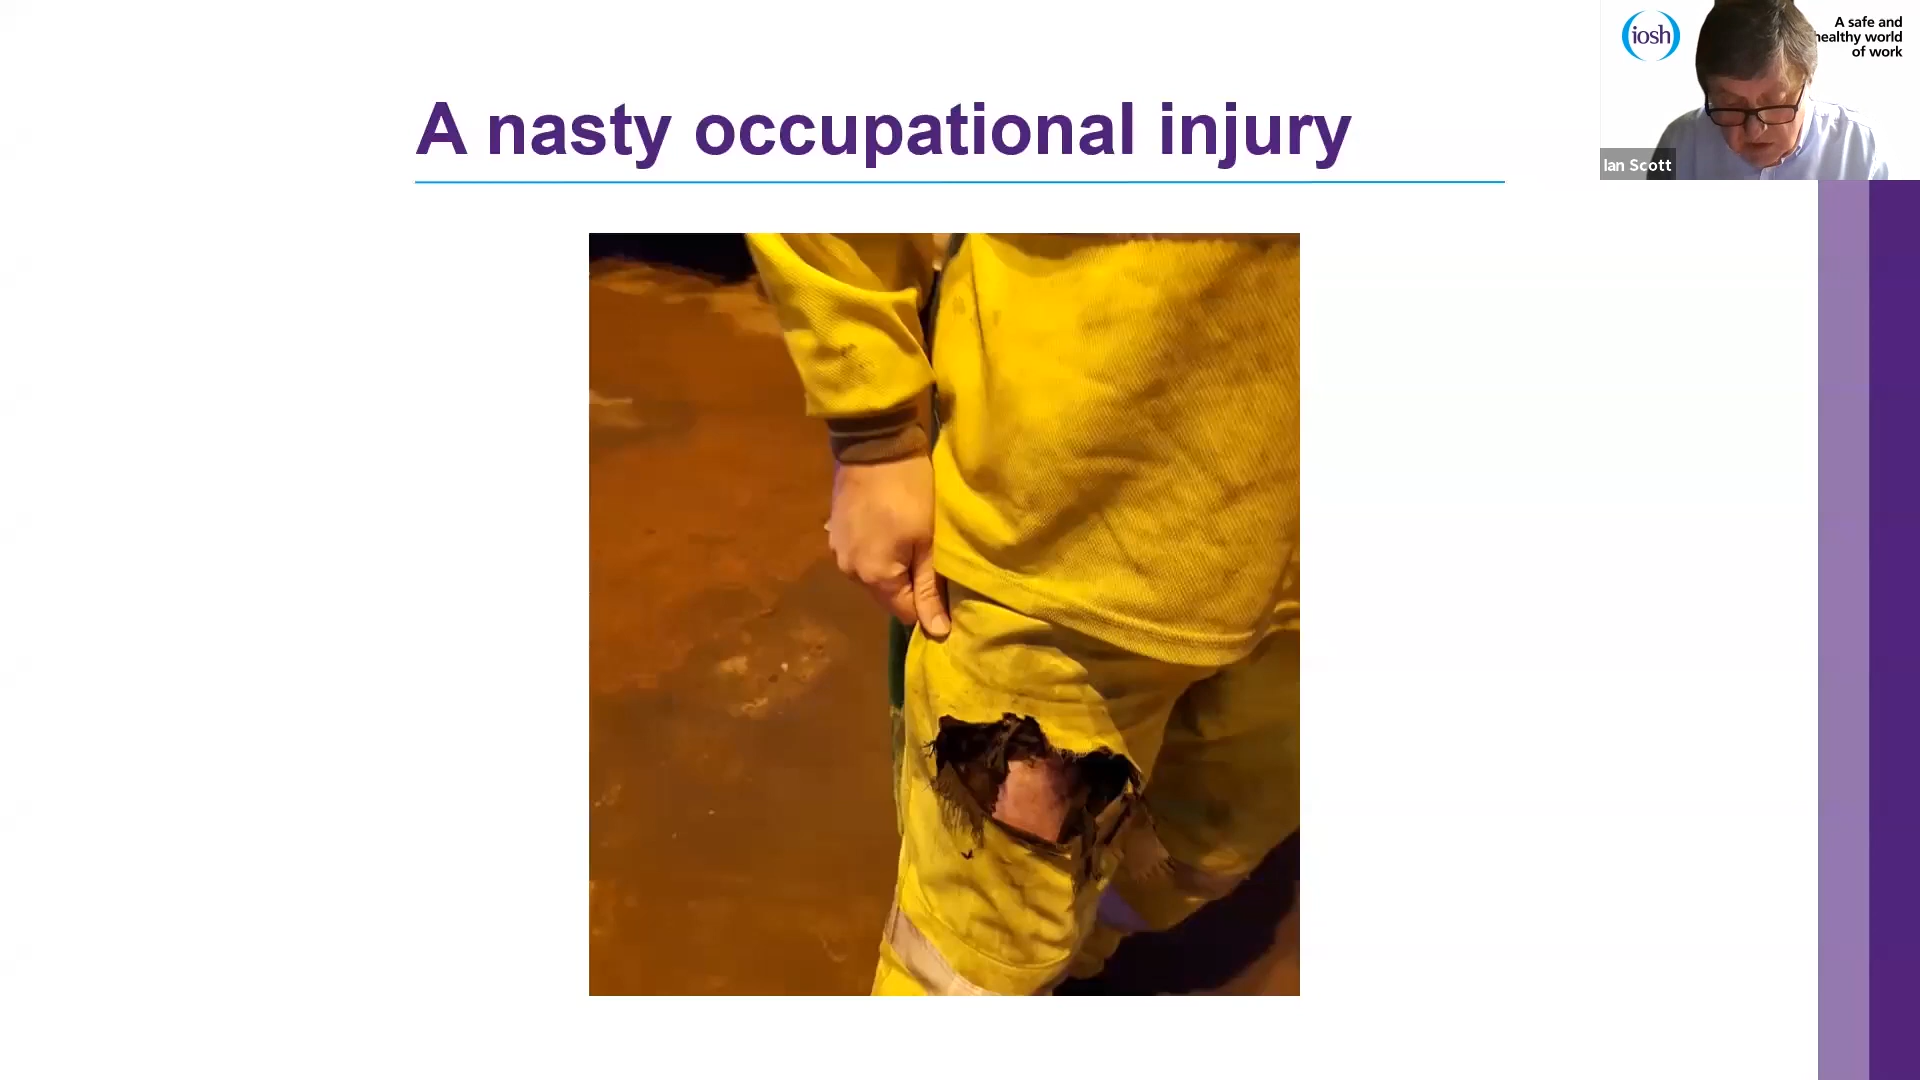 A nasty occupational injury
iosh
A safe and
healthy world
of work
Ian Scott